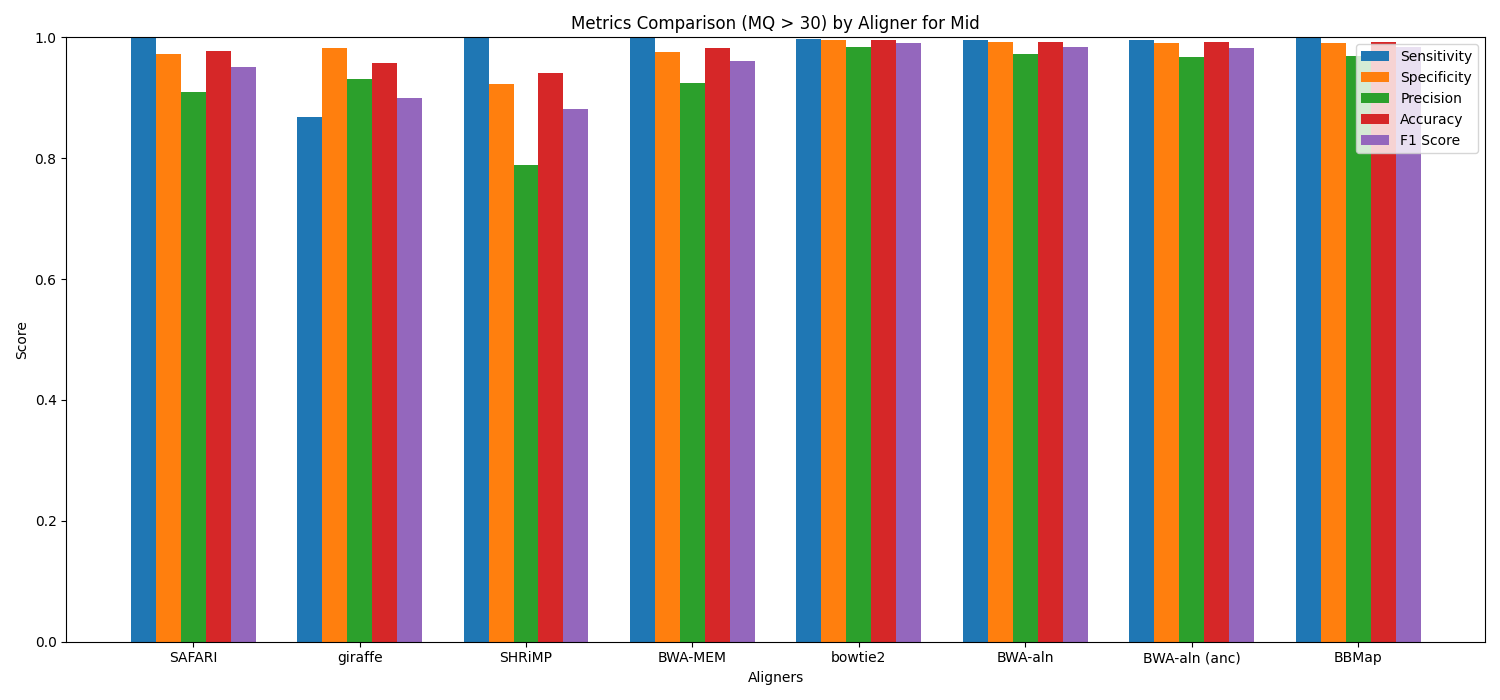 Metrics Comparison (MQ > 30) by Aligner for Mid
1.0
0.8
0.6
0.4
0.2
0.0
Score
Sensitivity
Specificity
Precision
Accuracy
F1 Score
SAFARI giraffe SHRiMP BWA-MEM bowtie2 BWA-aln BWA-aln (anc) BBMap
Aligners